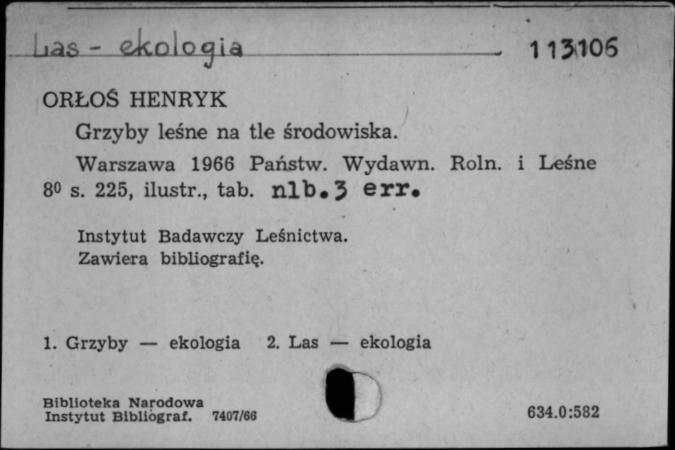 Las - ekologia 113106
ORŁOŚ HENRYK
Grzyby leśne na tle środowiska.
Warszawa 1966 Państw. Wydawn. Roln. i Leśne
8⁰ s. 225, ilustr., tab. nlb.3 err.
Instytut Badawczy Leśnictwa.
Zawiera bibliografię.
1. Grzyby — ekologia 2. Las — ekologia
Biblioteka Narodowa
Instytut Bibliograf. 7407/66 634.0:582